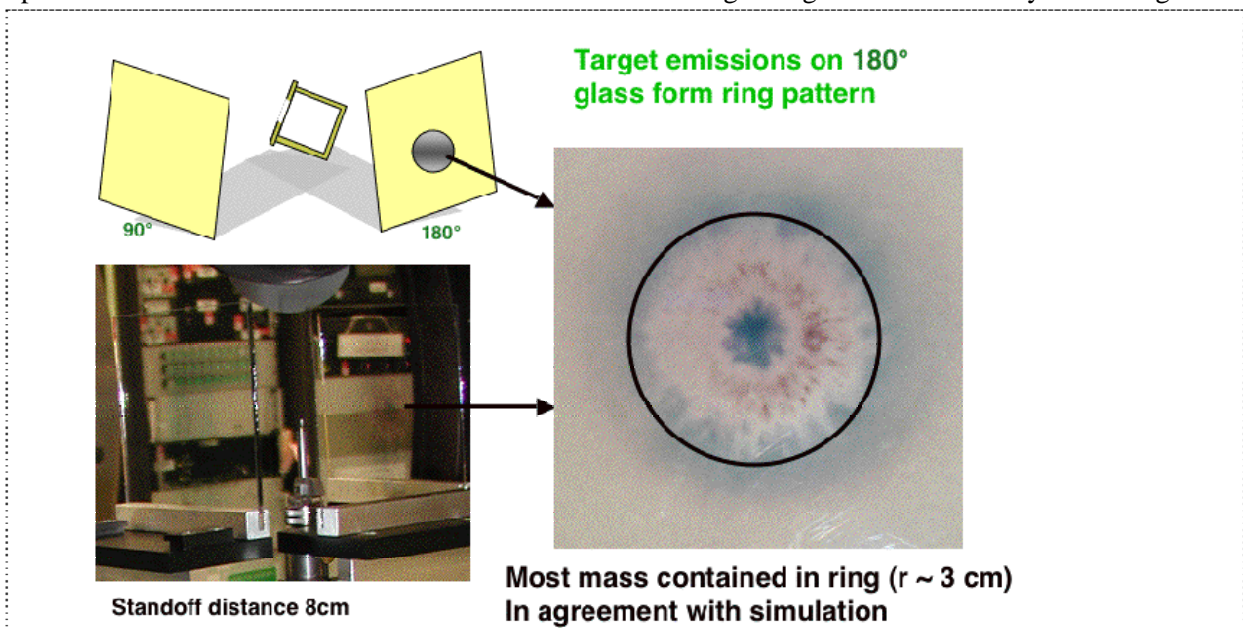 Target emissions on 180°
glass form ring pattern
90°
180°
Standoff distance 8cm
Most mass contained in ring (r ~ 3 cm)
In agreement with simulation